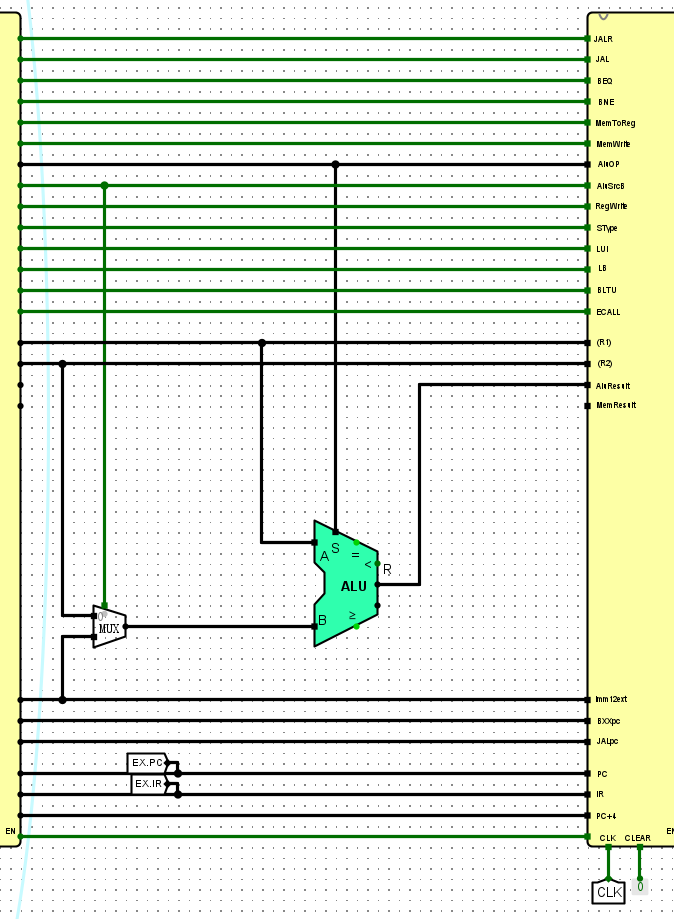 JALR
JAL
BEQ
BNE
MemToReg
MemWrite
AluOP
AluSrcB
RegWrite
SType
LUI
LB
BLTU
ECALL
(R1)
(R2)
AluResult
MemResult
S
A
=
<
R
ALU
0
MUX
B
≥
Imm12ext
BXXpc
JALpc
EX.PC
PC
EX.IR
IR
PC+4
EN
CLK CLEAR
CLK
0